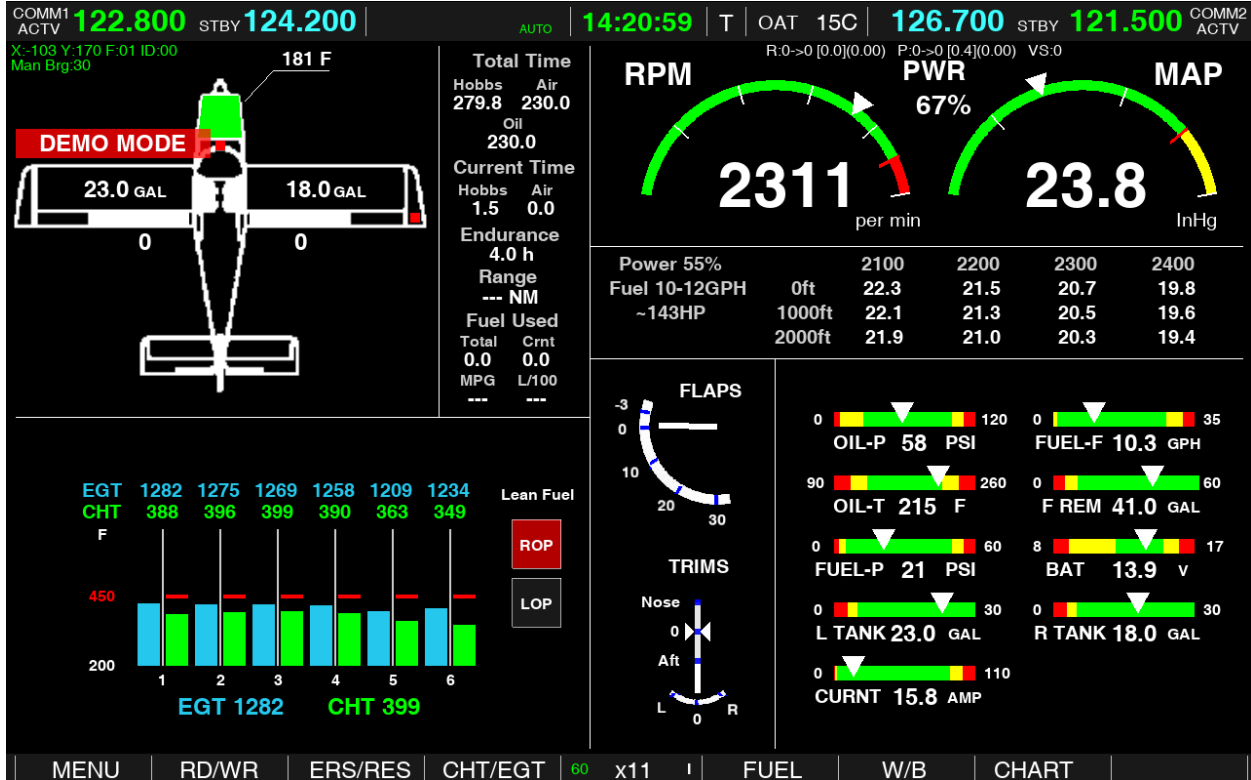 COMM1 ACTV 122.800 STBY 124.200 AUTO 14:20:59 T OAT 15C 126.700 STBY 121.500 COMM2 ACTV
X:-103 Y:170 F:01 ID:00
Man Brg:30
181 F
DEMO MODE
23.0 GAL 18.0 GAL
0 0
Total Time
Hobbs Air
279.8 230.0
Oil
230.0
Current Time
Hobbs Air
1.5 0.0
Endurance
4.0 h
Range
--- NM
Fuel Used
Total Crnt
0.0 0.0
MPG L/100
--- ---
R:0->0 [0.0](0.00) P:0->0 [0.4](0.00) VS:0
RPM PWR MAP
67%
2311 23.8
per min InHg
Power 55% 2100 2200 2300 2400
Fuel 10-12GPH 0ft 22.3 21.5 20.7 19.8
~143HP 1000ft 22.1 21.3 20.5 19.6
2000ft 21.9 21.0 20.3 19.4
EGT 1282 1275 1269 1258 1209 1234
CHT 388 396 399 390 363 349
F
450
200
1 2 3 4 5 6
EGT 1282 CHT 399
Lean Fuel
ROP
LOP
FLAPS
-3
0
10
20
30
TRIMS
Nose
0
Aft
L 0 R
0 120
OIL-P 58 PSI
0 35
FUEL-F 10.3 GPH
90 260
OIL-T 215 F
0 60
F REM 41.0 GAL
0 60
FUEL-P 21 PSI
8 17
BAT 13.9 V
0 30
L TANK 23.0 GAL
0 30
R TANK 18.0 GAL
0 110
CURNT 15.8 AMP
MENU RD/WR ERS/RES CHT/EGT 60 x11 I FUEL W/B CHART